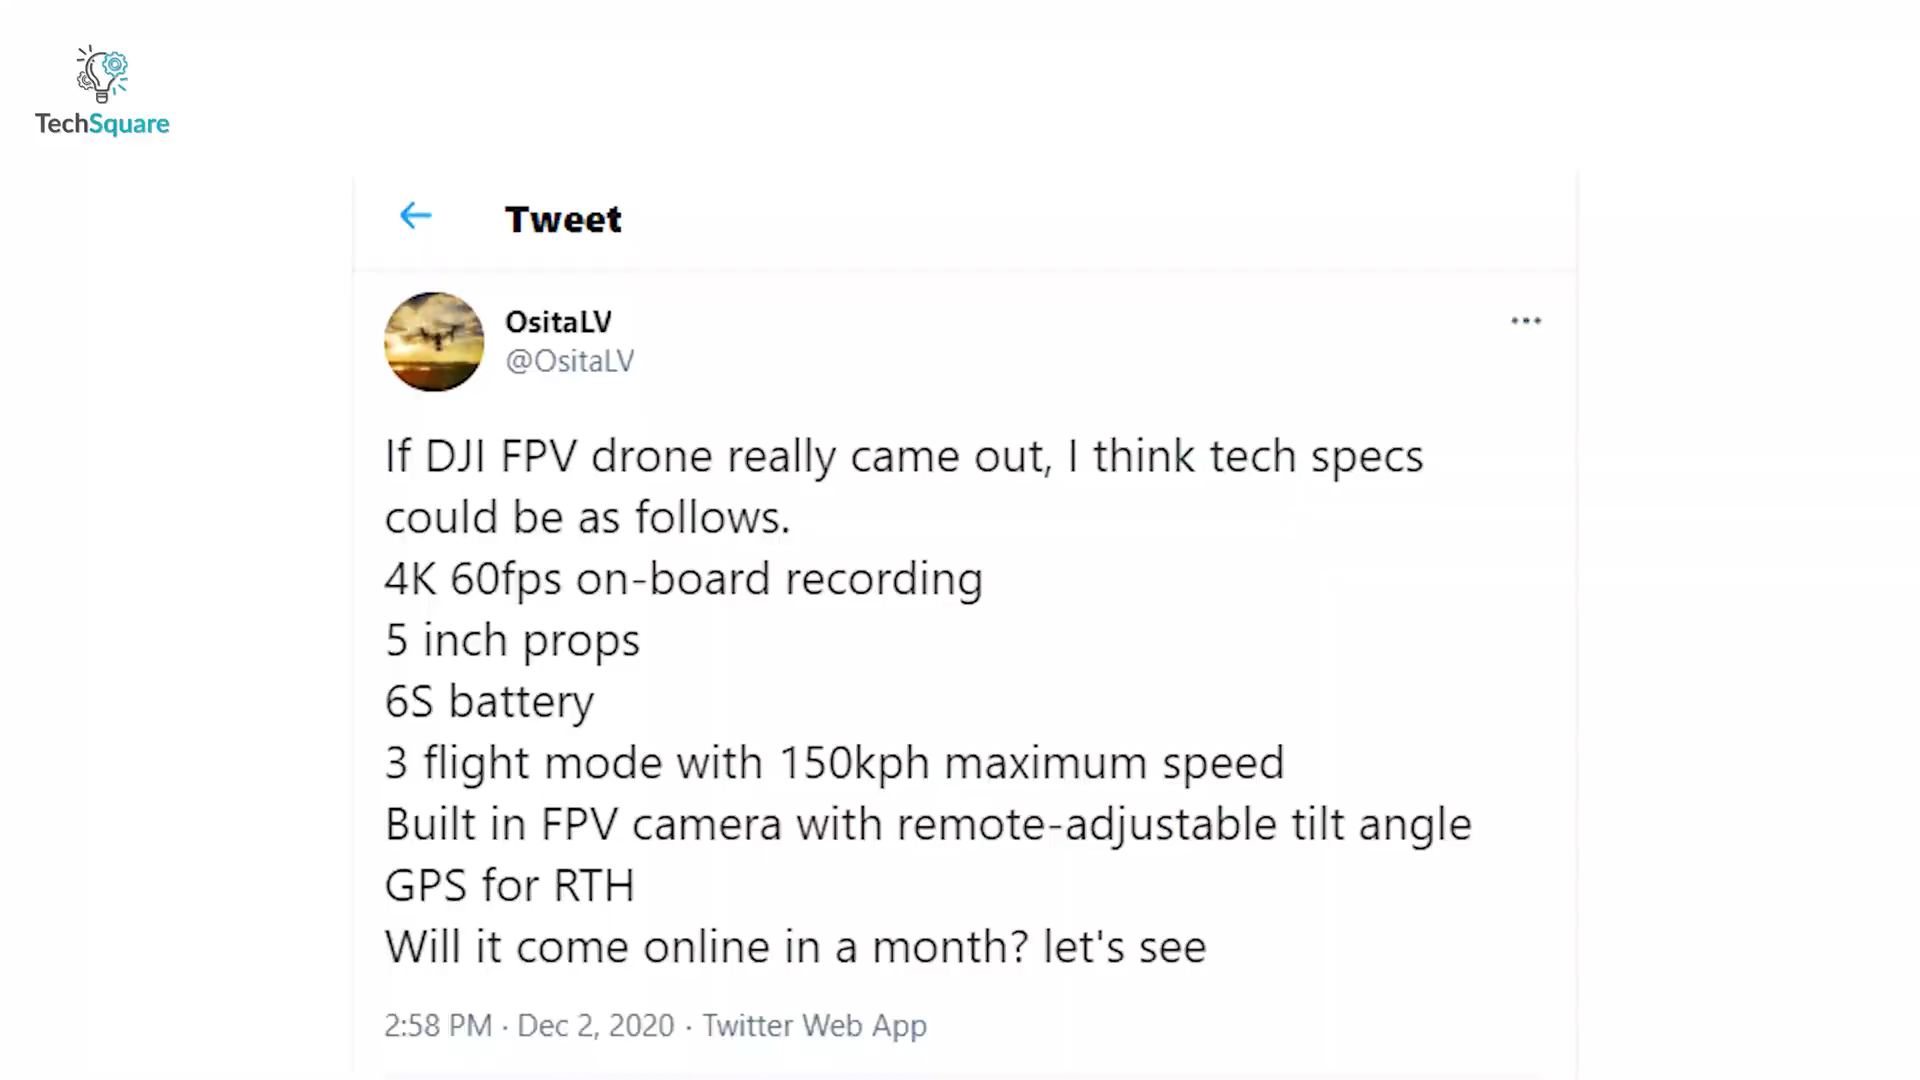 TechSquare
Tweet
OsitaLV
@OsitaLV
If DJI FPV drone really came out, I think tech specs
could be as follows.
4K 60fps on-board recording
5 inch props
6S battery
3 flight mode with 150kph maximum speed
Built in FPV camera with remote-adjustable tilt angle
GPS for RTH
Will it come online in a month? let's see
2:58 PM · Dec 2, 2020 · Twitter Web App